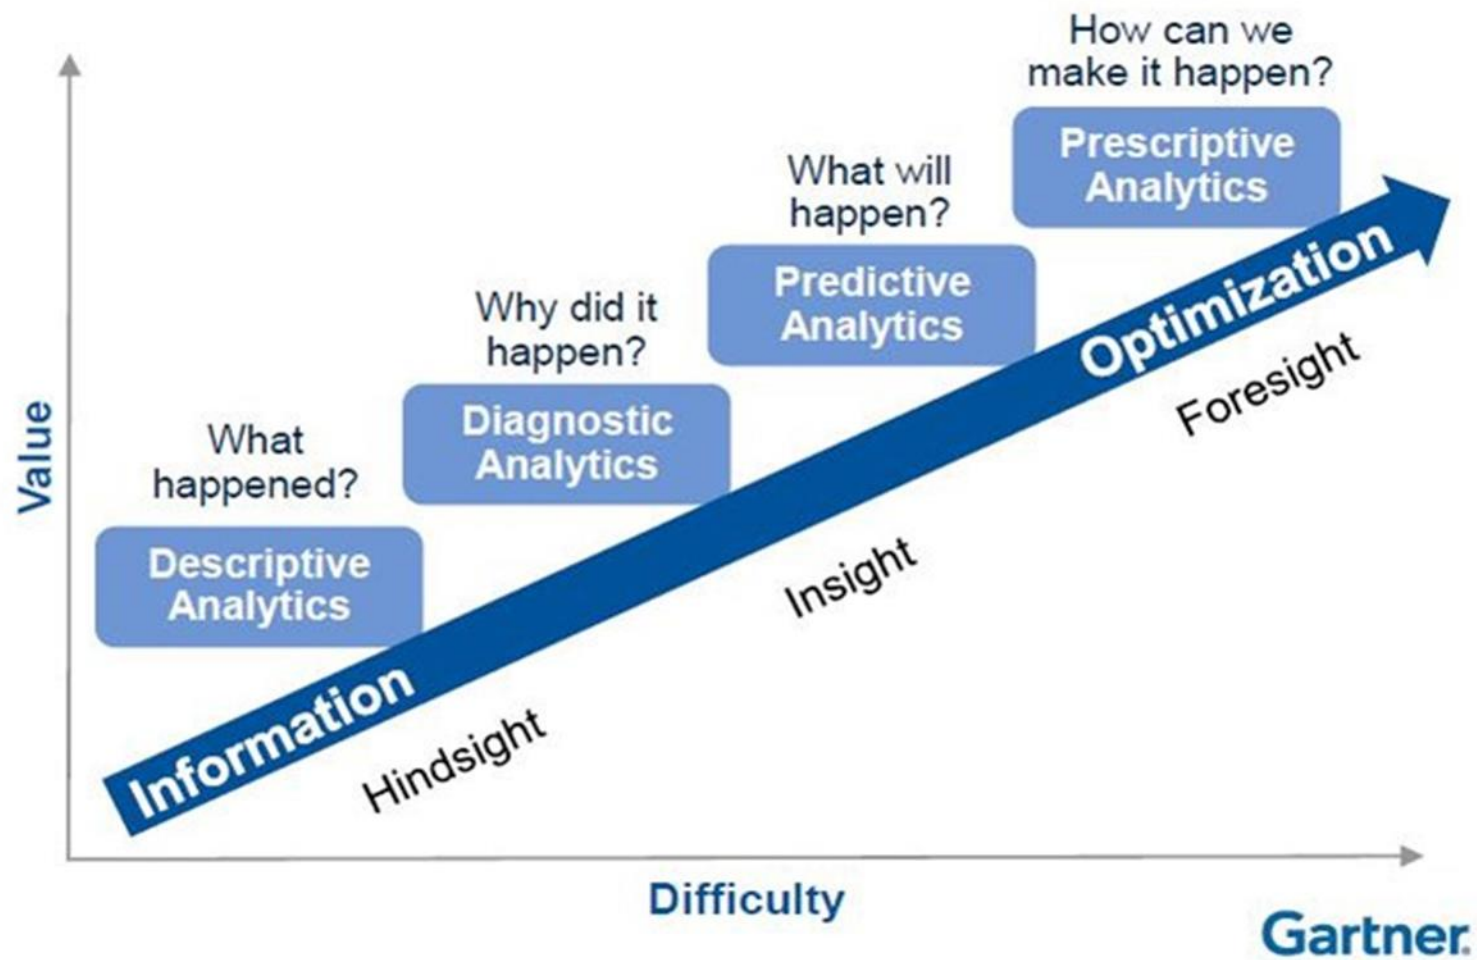 How can we
make it happen?
Prescriptive
Analytics
What will
happen?
Predictive
Analytics
Why did it
happen?
Diagnostic
Analytics
What
happened?
Descriptive
Analytics
Value
Information
Optimization
Hindsight
Insight
Foresight
Difficulty
Gartner.